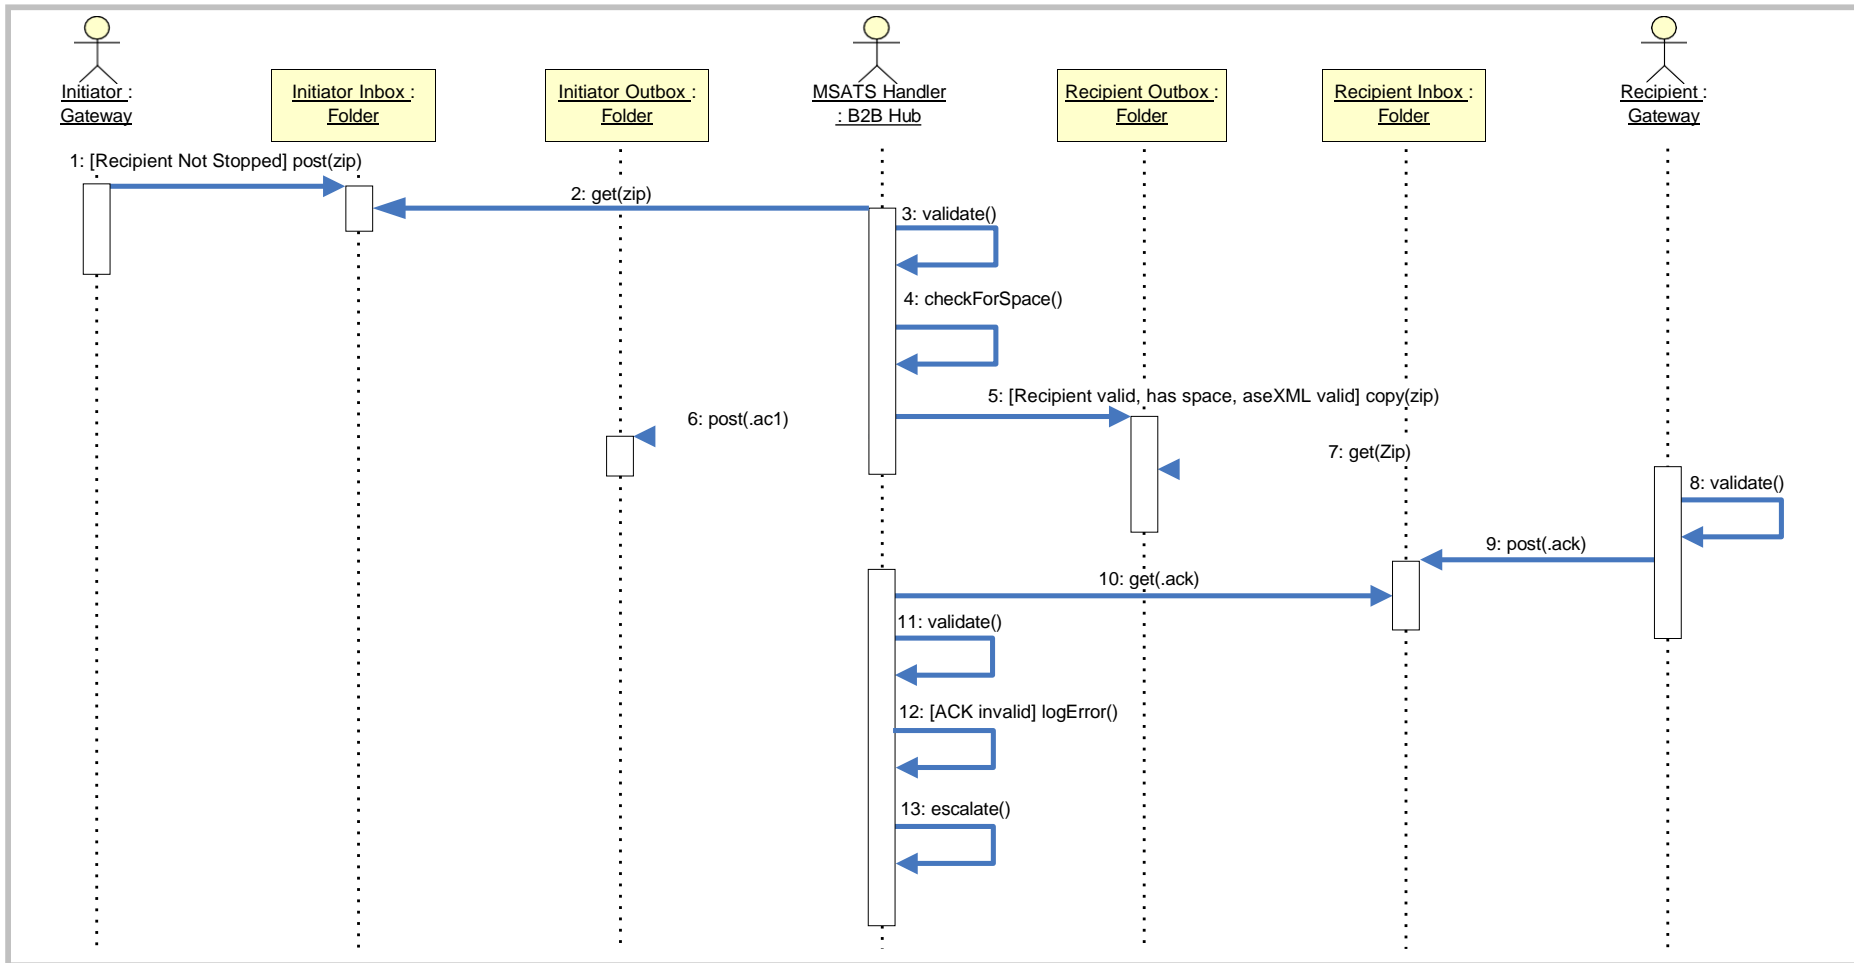 Initiator :
Gateway
Initiator Inbox :
Folder
Initiator Outbox :
Folder
MSATS Handler
: B2B Hub
Recipient Outbox :
Folder
Recipient Inbox :
Folder
Recipient :
Gateway
1: [Recipient Not Stopped] post(zip)
2: get(zip)
3: validate()
4: checkForSpace()
5: [Recipient valid, has space, aseXML valid] copy(zip)
6: post(.ac1)
7: get(Zip)
8: validate()
9: post(.ack)
10: get(.ack)
11: validate()
12: [ACK invalid] logError()
13: escalate()